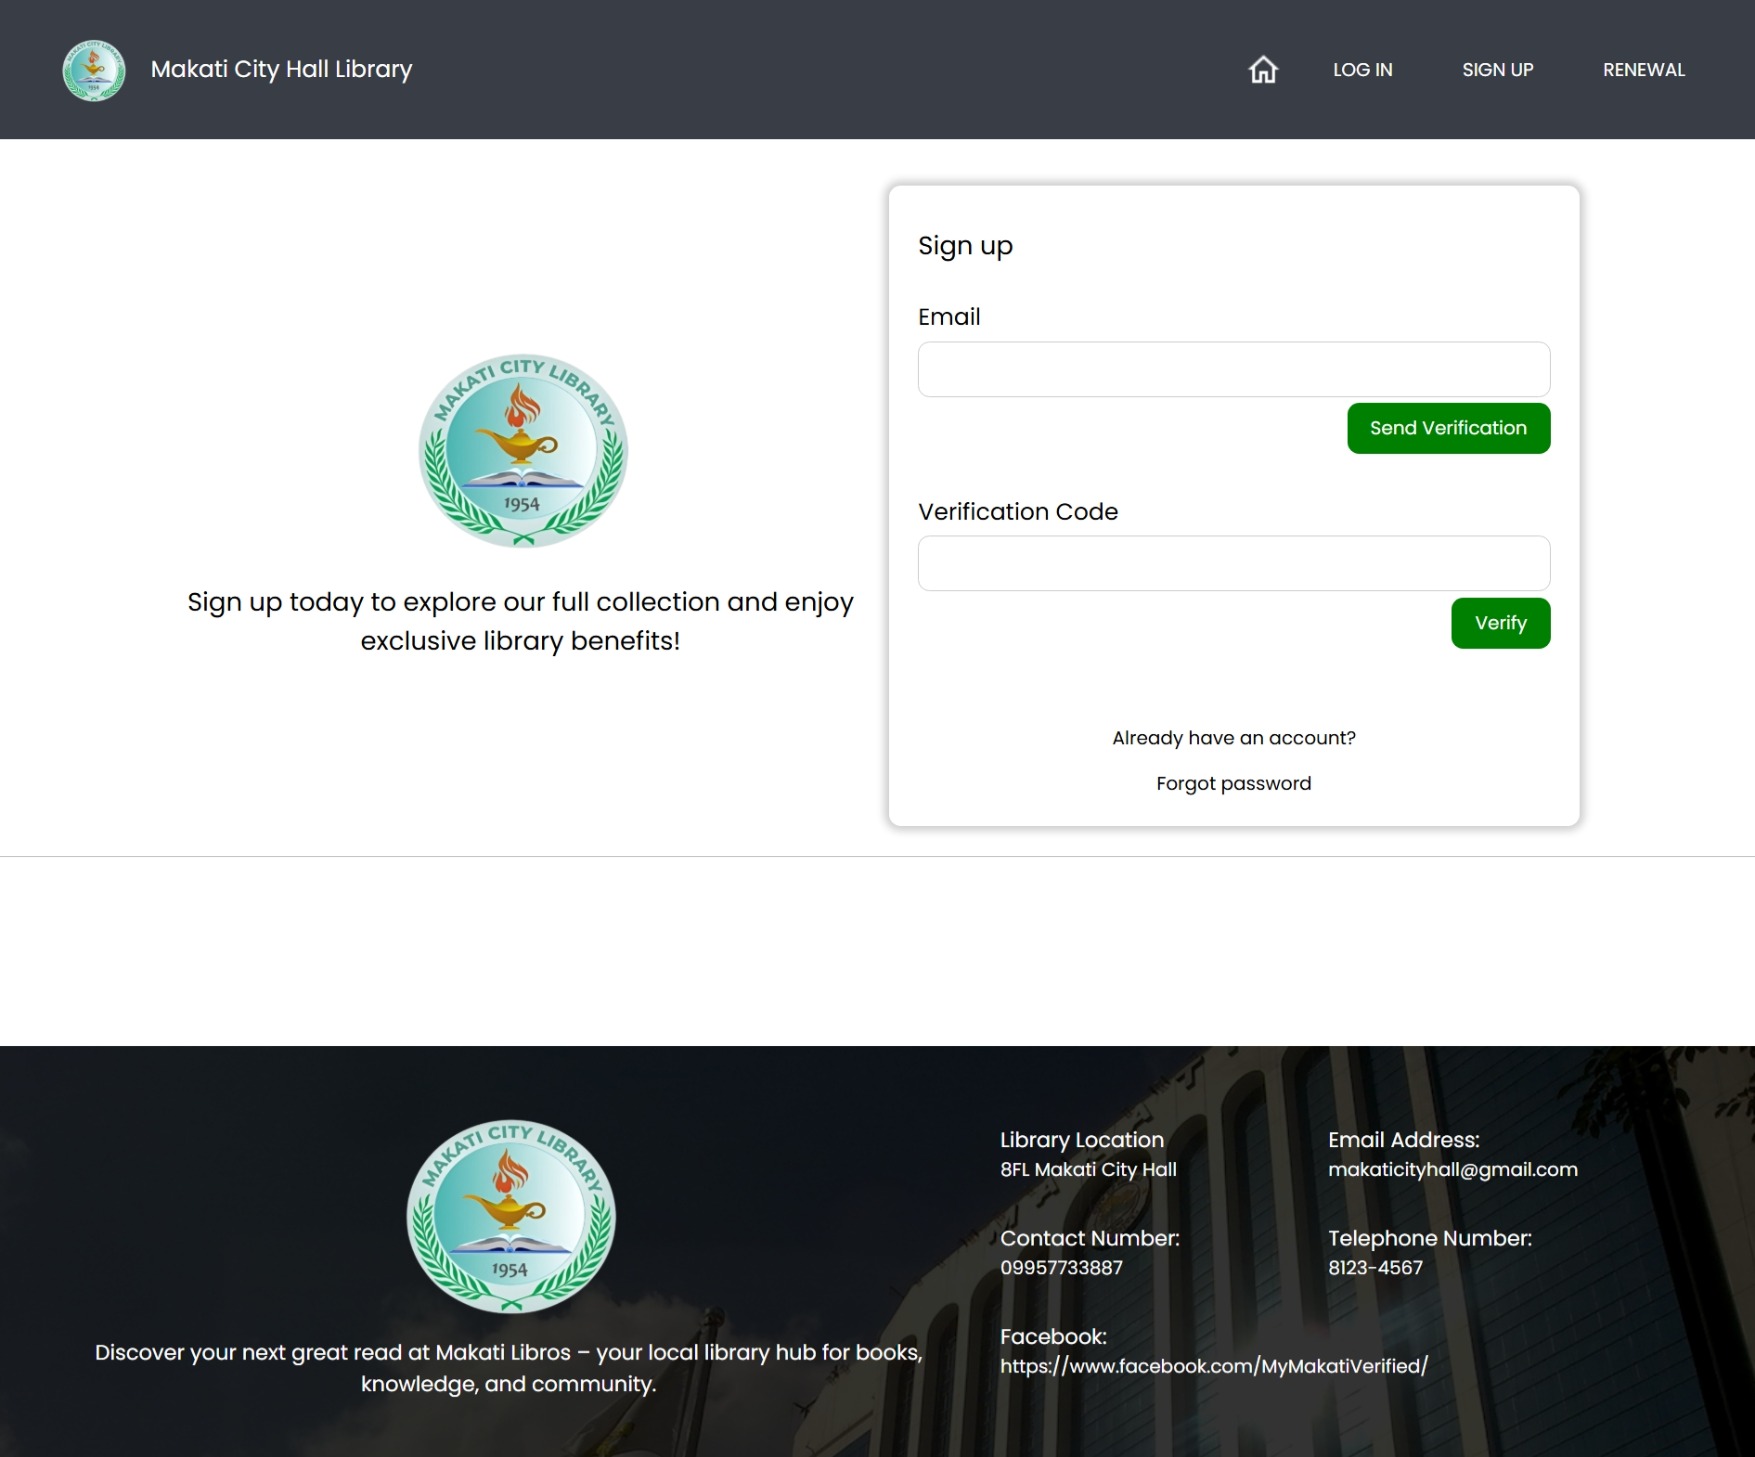 MAKATI CITY LIBRARY
1954
Makati City Hall Library
LOG IN
SIGN UP
RENEWAL
MAKATI CITY LIBRARY
1954
Sign up today to explore our full collection and enjoy
exclusive library benefits!
Sign up
Email
Send Verification
Verification Code
Verify
Already have an account?
Forgot password
MAKATI CITY LIBRARY
1954
Discover your next great read at Makati Libros – your local library hub for books,
knowledge, and community.
Library Location
8FL Makati City Hall
Email Address:
makaticityhall@gmail.com
Contact Number:
09957733887
Telephone Number:
8123-4567
Facebook:
https://www.facebook.com/MyMakatiVerified/